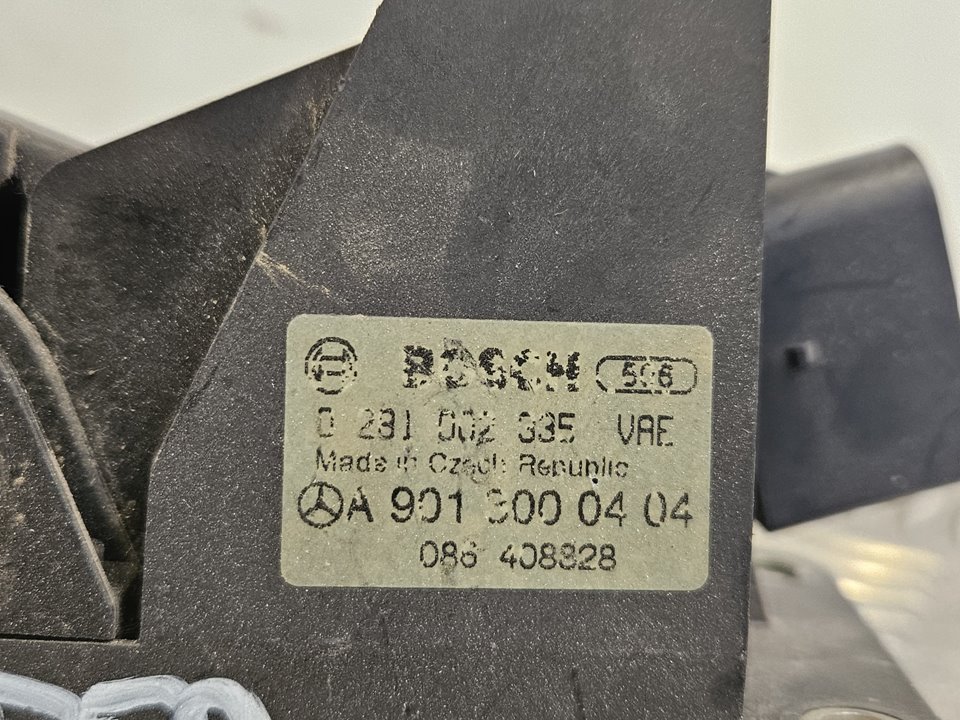 BOSCH 506
0 281 002 335 VAE
Made in Czech Republic
A 901 300 04 04
086 408828